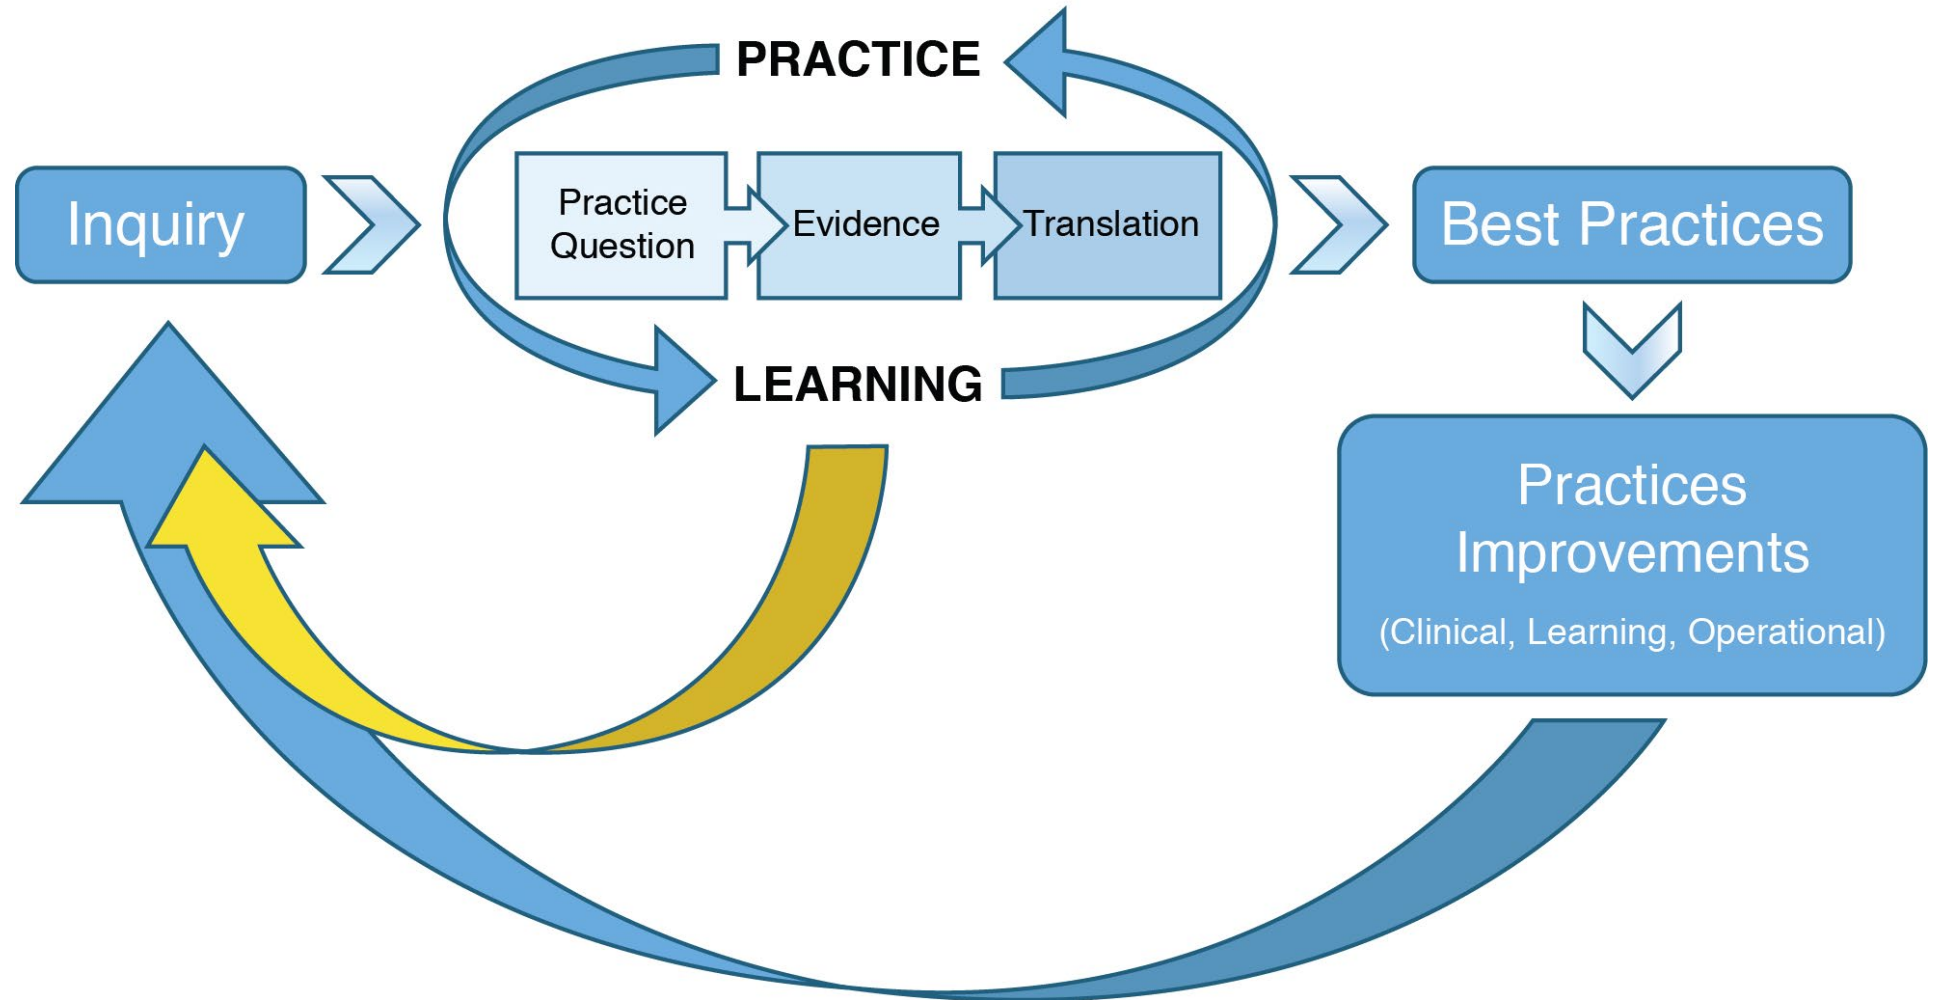 PRACTICE
Inquiry
Practice
Question
Evidence
Translation
LEARNING
Best Practices
Practices
Improvements
(Clinical, Learning, Operational)